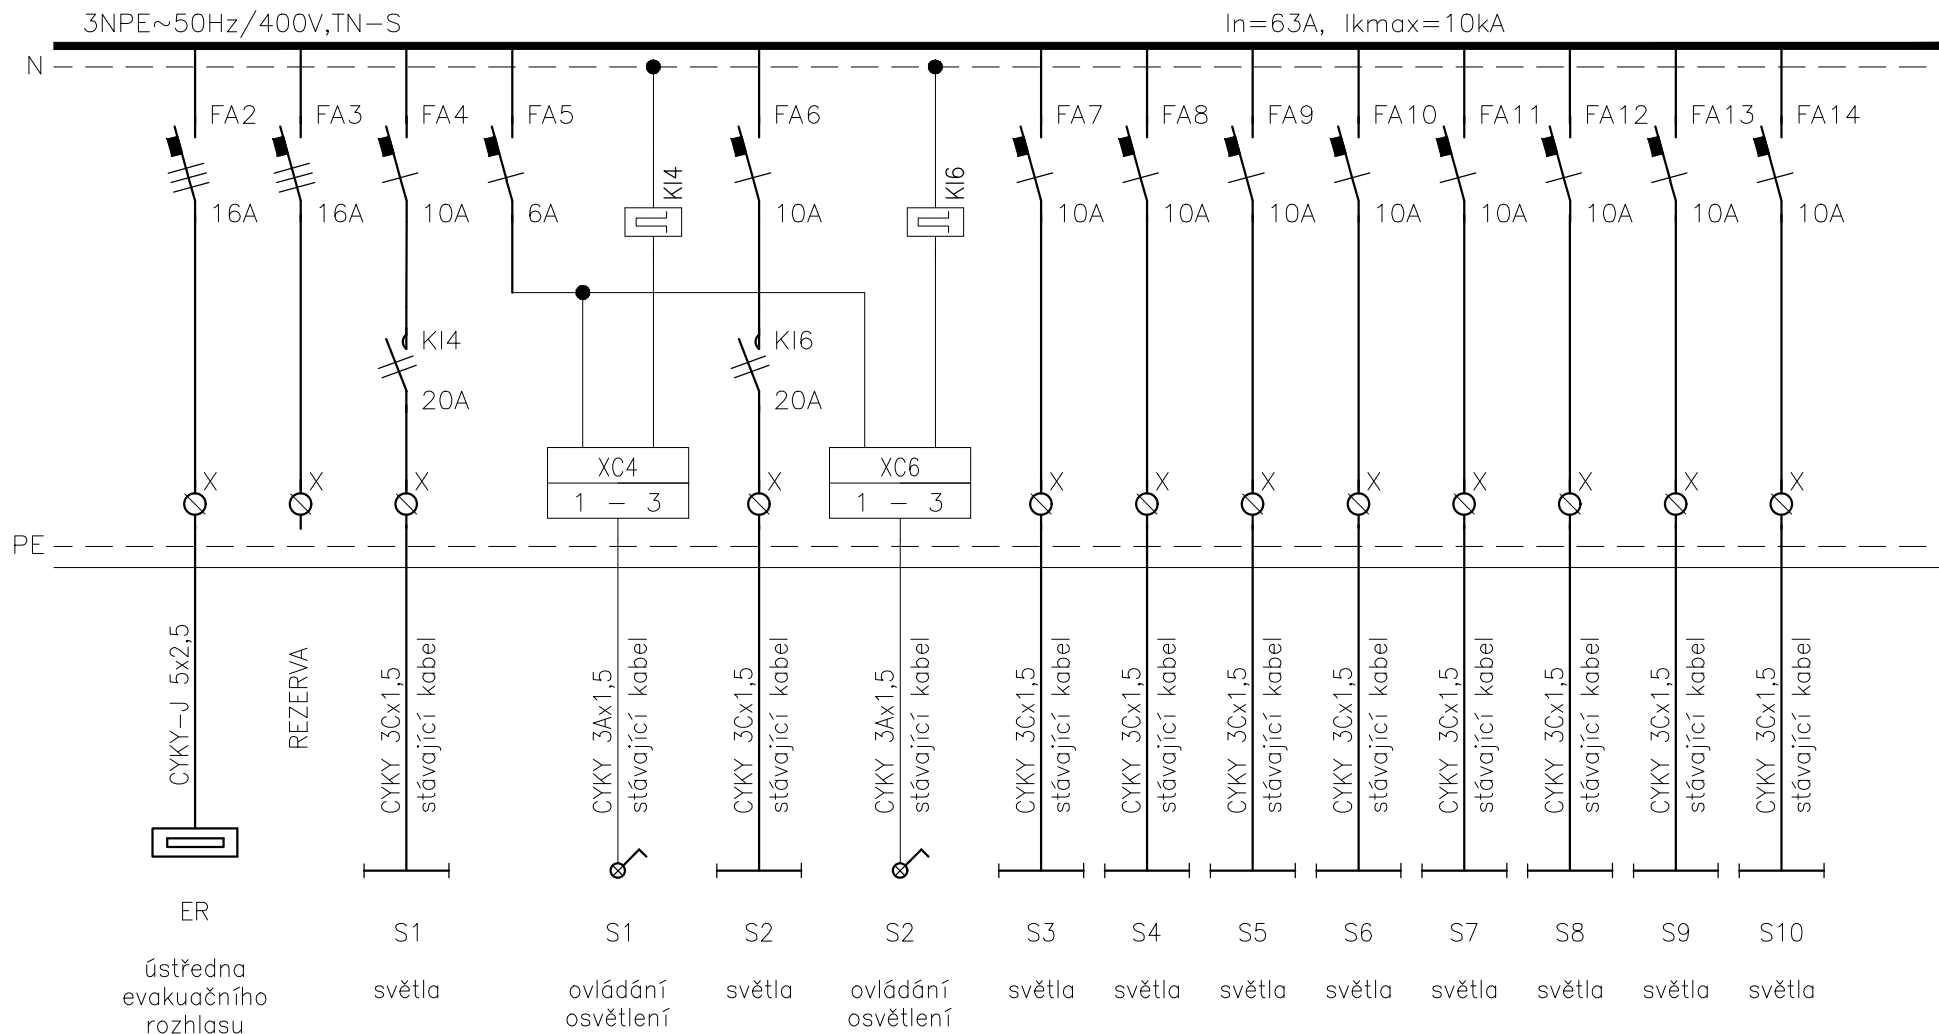 3NPE~50Hz/400V,TN-S
In=63A, Ikmax=10kA
N
FA2
FA3
FA4
FA5
FA6
FA7
FA8
FA9
FA10
FA11
FA12
FA13
FA14
KI4
KI6
16A
16A
10A
6A
10A
10A
10A
10A
10A
10A
10A
10A
10A
KI4
KI6
20A
20A
XC4
1 - 3
XC6
1 - 3
X
X
X
X
X
X
X
X
X
X
X
X
PE
CYKY-J 5x2,5
REZERVA
CYKY 3Cx1,5
stávající kabel
CYKY 3Ax1,5
stávající kabel
CYKY 3Cx1,5
stávající kabel
CYKY 3Ax1,5
stávající kabel
CYKY 3Cx1,5
stávající kabel
CYKY 3Cx1,5
stávající kabel
CYKY 3Cx1,5
stávající kabel
CYKY 3Cx1,5
stávající kabel
CYKY 3Cx1,5
stávající kabel
CYKY 3Cx1,5
stávající kabel
CYKY 3Cx1,5
stávající kabel
CYKY 3Cx1,5
stávající kabel
ER
ústředna
evakuačního
rozhlasu
S1
světla
S1
ovládání
osvětlení
S2
světla
S2
ovládání
osvětlení
S3
světla
S4
světla
S5
světla
S6
světla
S7
světla
S8
světla
S9
světla
S10
světla